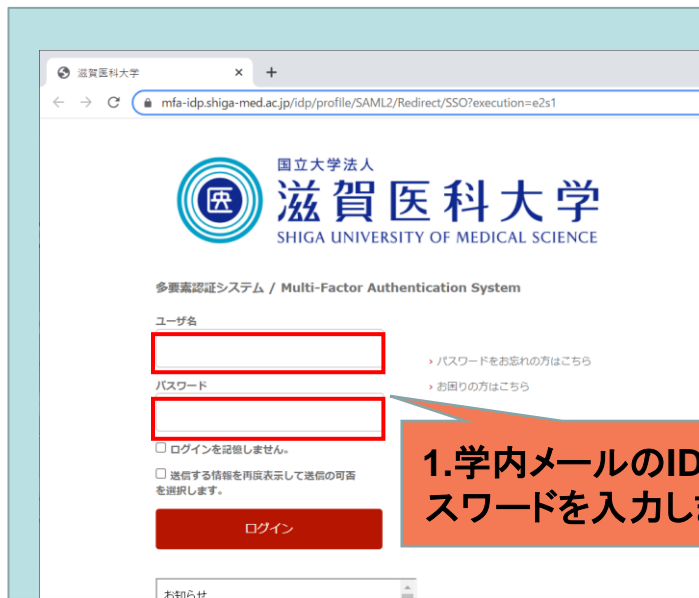 滋賀医科大学
mfa-idp.shiga-med.ac.jp/idp/profile/SAML2/Redirect/SSO?execution=e2s1
医
国立大学法人
滋賀医科大学
SHIGA UNIVERSITY OF MEDICAL SCIENCE
多要素認証システム / Multi-Factor Authentication System
ユーザ名
パスワードをお忘れの方はこちら
パスワード
お困りの方はこちら
ログインを記憶しません。
送信する情報を再度表示して送信の可否
を選択します。
ログイン
1.学内メールのID
スワードを入力しま
お知らせ